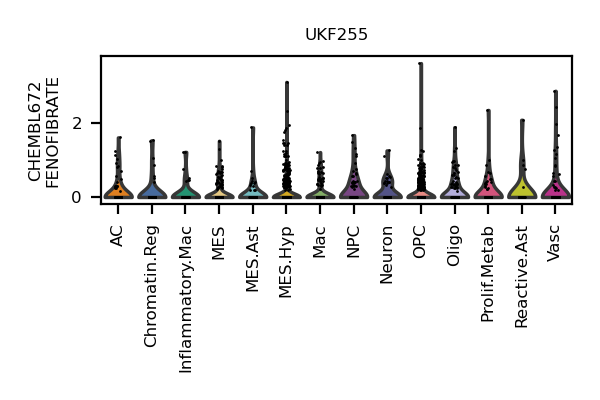 UKF255
CHEMBL672
FENOFIBRATE
2
0
AC
Chromatin.Reg
Inflammatory.Mac
MES
MES.Ast
MES.Hyp
Mac
NPC
Neuron
OPC
Oligo
Prolif.Metab
Reactive.Ast
Vasc